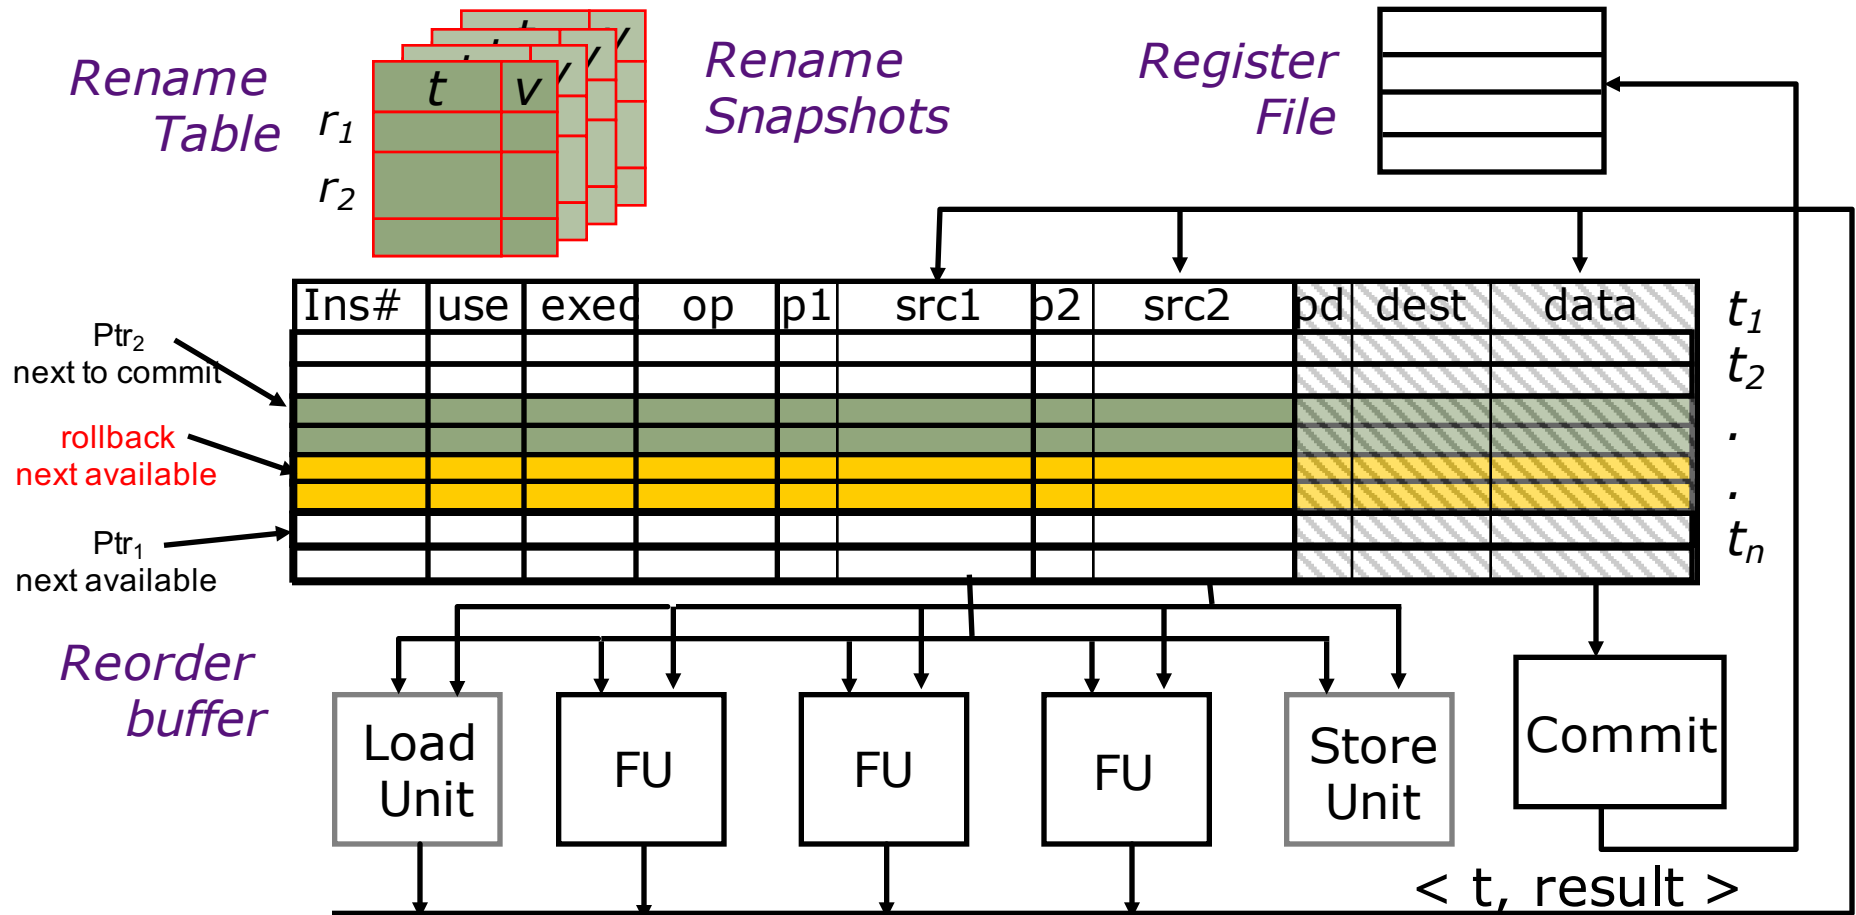 t v
Rename
Table
r1
r2
Rename
Snapshots
Register
File
Ins# use exec op p1 src1 p2 src2 pd dest data
t1
t2
.
.
tn
Ptr2
next to commit
rollback
next available
Ptr1
next available
Reorder
buffer
Load
Unit
FU
FU
FU
Store
Unit
Commit
< t, result >